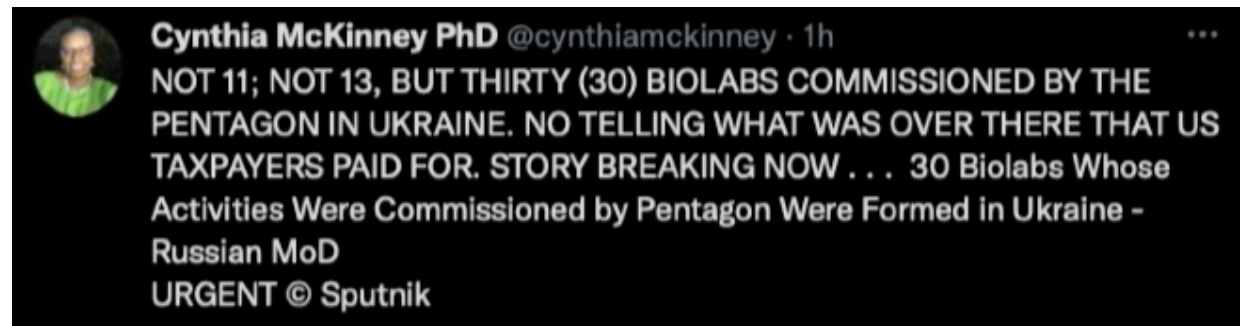 Cynthia McKinney PhD @cynthiamckinney · 1h
NOT 11; NOT 13, BUT THIRTY (30) BIOLABS COMMISSIONED BY THE
PENTAGON IN UKRAINE. NO TELLING WHAT WAS OVER THERE THAT US
TAXPAYERS PAID FOR. STORY BREAKING NOW . . . 30 Biolabs Whose
Activities Were Commissioned by Pentagon Were Formed in Ukraine -
Russian MoD
URGENT © Sputnik